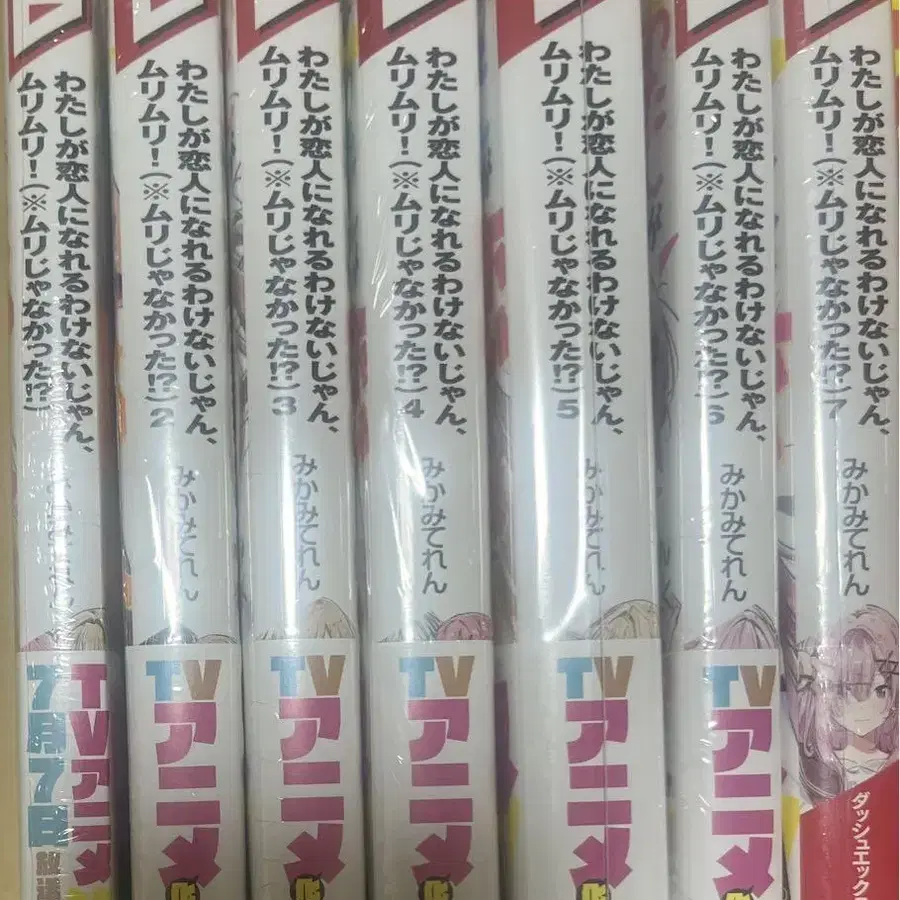 わたしが恋人になれるわけないじゃん、
ムリムリ！(※ムリじゃなかった!?)
TVアニメ
7月7日放送
わたしが恋人になれるわけないじゃん、
ムリムリ！(※ムリじゃなかった!?) 2
みかみてれん
TVアニメ化
わたしが恋人になれるわけないじゃん、
ムリムリ！(※ムリじゃなかった!?) 3
みかみてれん
TVアニメ化
わたしが恋人になれるわけないじゃん、
ムリムリ！(※ムリじゃなかった!?) 4
みかみてれん
TVアニメ化
わたしが恋人になれるわけないじゃん、
ムリムリ！(※ムリじゃなかった!?) 5
みかみてれん
TVアニメ化
わたしが恋人になれるわけないじゃん、
ムリムリ！(※ムリじゃなかった!?) 6
みかみてれん
TVアニメ化
わたしが恋人になれるわけないじゃん、
ムリムリ！(※ムリじゃなかった!?) 7
みかみてれん
ダッシュエック